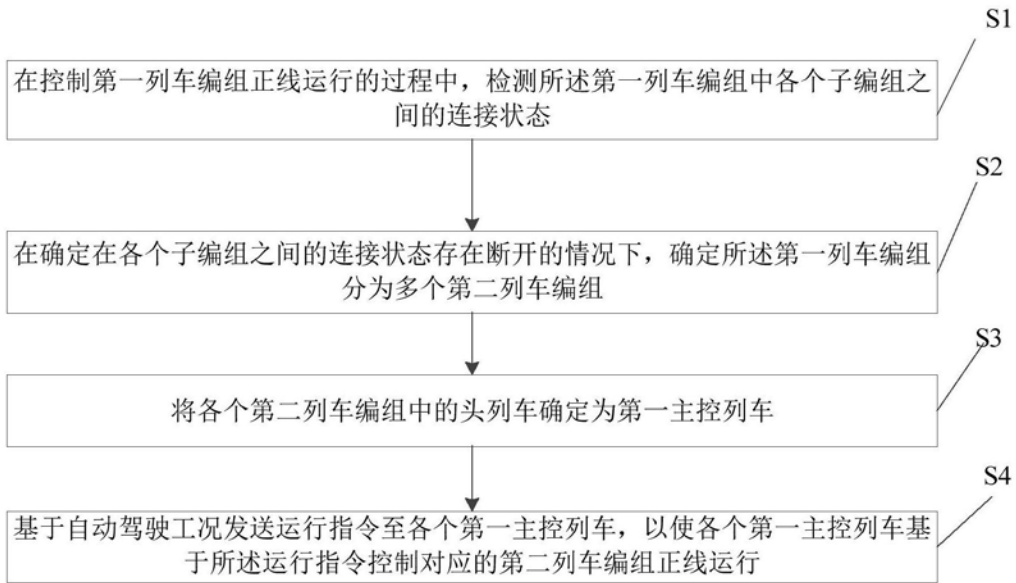 S1
在控制第一列车编组正线运行的过程中，检测所述第一列车编组中各个子编组之
间的连接状态
S2
在确定在各个子编组之间的连接状态存在断开的情况下，确定所述第一列车编组
分为多个第二列车编组
S3
将各个第二列车编组中的头列车确定为第一主控列车
S4
基于自动驾驶工况发送运行指令至各个第一主控列车，以使各个第一主控列车基
于所述运行指令控制对应的第二列车编组正线运行